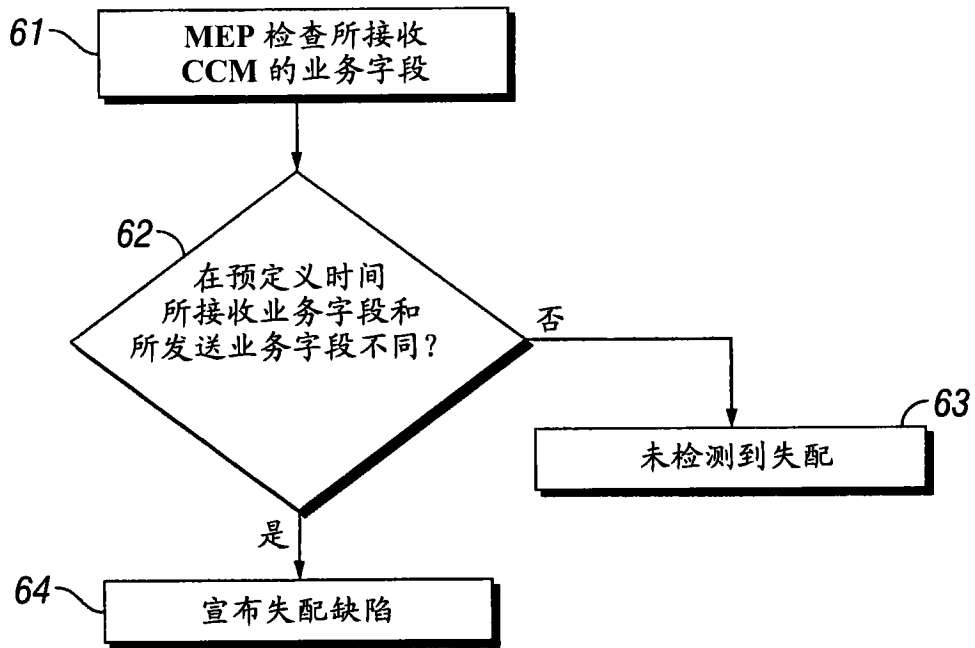 61
MEP 检查所接收
CCM 的业务字段
62
在预定义时间
所接收业务字段和
所发送业务字段不同？
否
63
未检测到失配
是
64
宣布失配缺陷